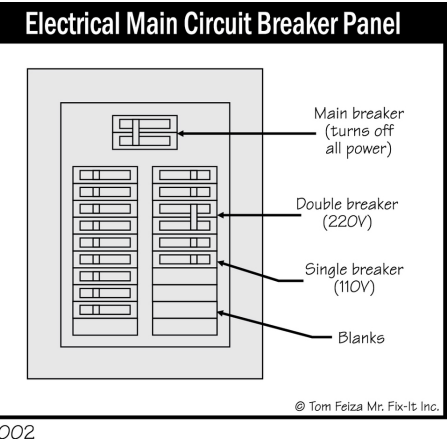 Electrical Main Circuit Breaker Panel
Main breaker
(turns off
all power)
Double breaker
(220V)
Single breaker
(110V)
Blanks
© Tom Feiza Mr. Fix-It Inc.
002